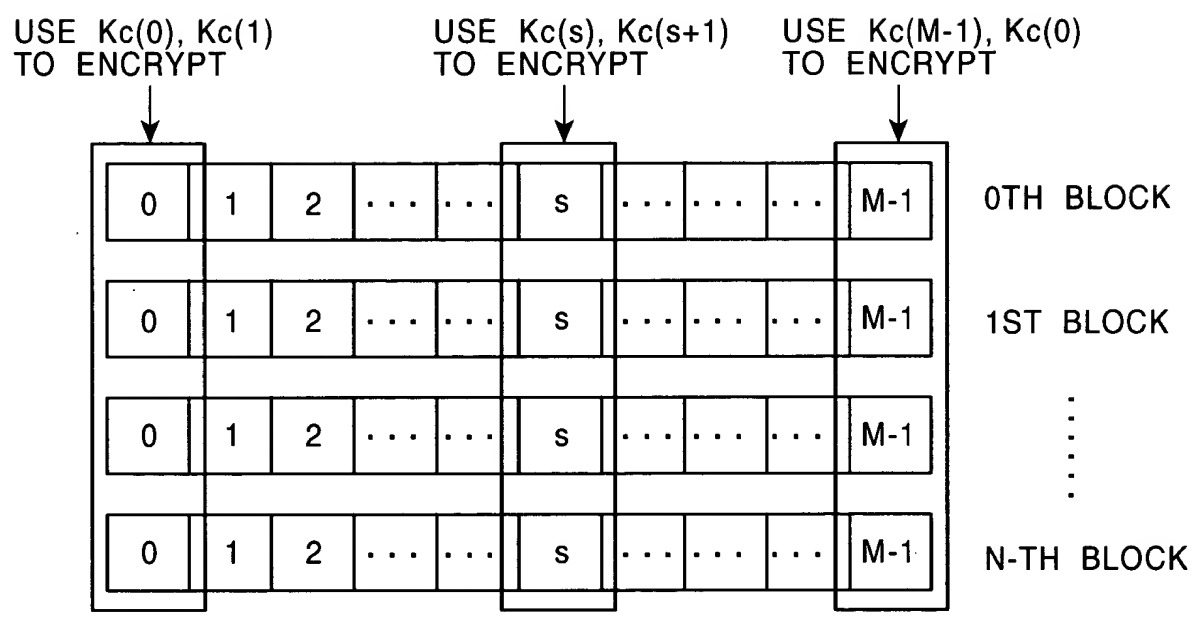 USE Kc(0), Kc(1)
TO ENCRYPT
USE Kc(s), Kc(s+1)
TO ENCRYPT
USE Kc(M-1), Kc(0)
TO ENCRYPT
0 1 2 ... ... s ... ... ... M-1 0TH BLOCK
0 1 2 ... ... s ... ... ... M-1 1ST BLOCK
0 1 2 ... ... s ... ... ... M-1
0 1 2 ... ... s ... ... ... M-1 N-TH BLOCK